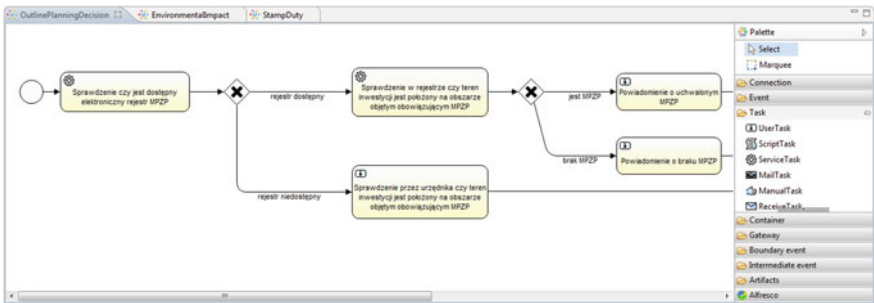 OutlinePlanningDecision
EnvironmentalImpact
StampDuty
Sprawdzenie czy jest dostępny
elektroniczny rejestr MPZP
rejestr dostępny
Sprawdzenie w rejestrze czy teren
inwestycji jest położony na obszarze
objętym obowiązującym MPZP
jest MPZP
Powiadomienie o uchwalonym
MPZP
brak MPZP
Powiadomienie o braku MPZP
rejestr niedostępny
Sprawdzenie przez urzędnika czy teren
inwestycji jest położony na obszarze
objętym obowiązującym MPZP
Palette
Select
Marquee
Connection
Event
Task
UserTask
ScriptTask
ServiceTask
MailTask
ManualTask
ReceiveTask
Container
Gateway
Boundary event
Intermediate event
Artifacts
Alfresco